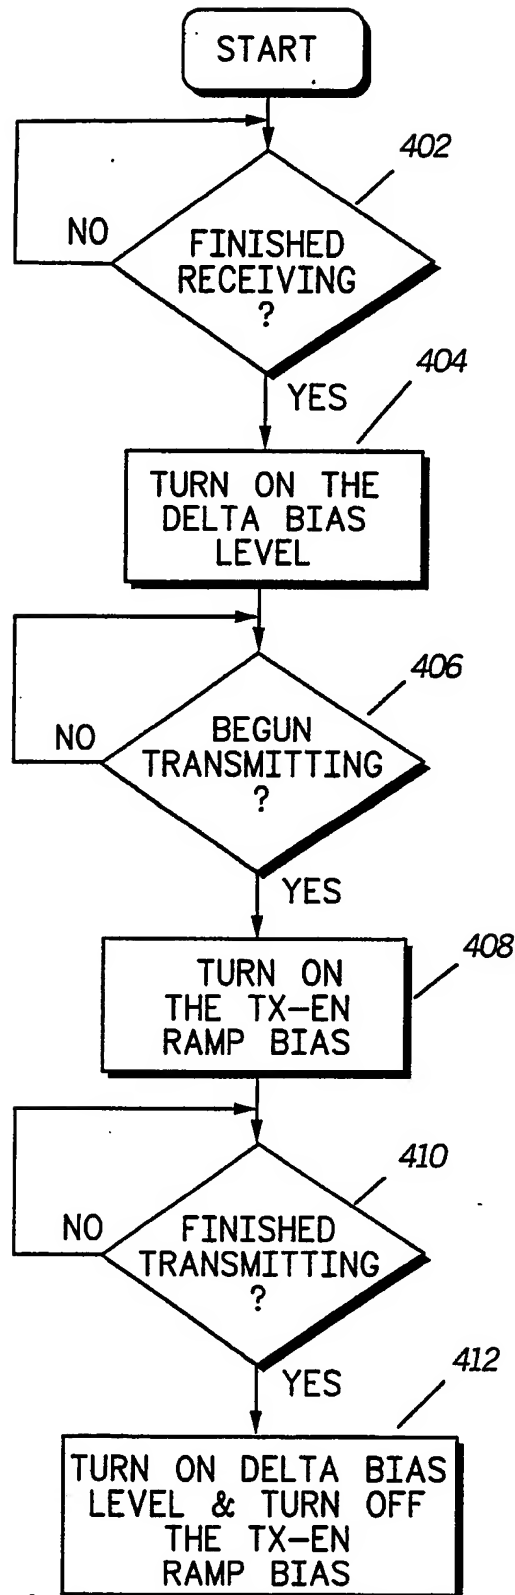 START
402
NO
FINISHED
RECEIVING
?
YES
404
TURN ON THE
DELTA BIAS
LEVEL
406
NO
BEGUN
TRANSMITTING
?
YES
408
TURN ON
THE TX-EN
RAMP BIAS
410
NO
FINISHED
TRANSMITTING
?
YES
412
TURN ON DELTA BIAS
LEVEL & TURN OFF
THE TX-EN
RAMP BIAS